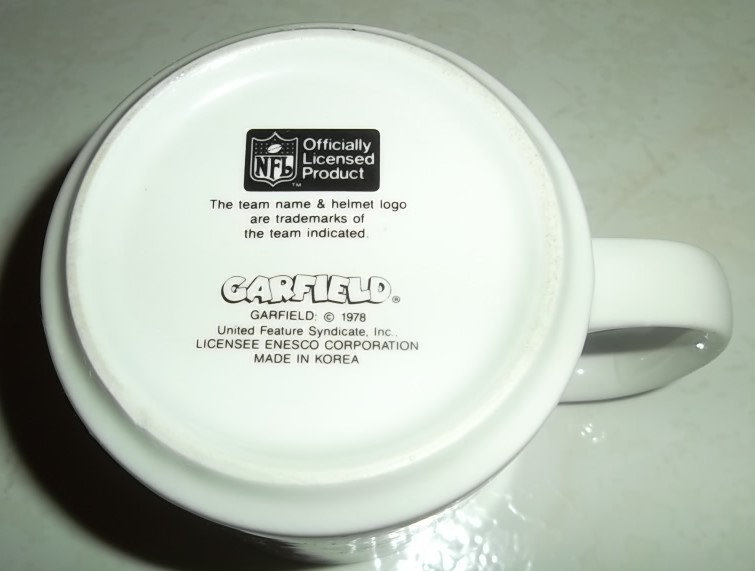 NFL
Officially
Licensed
Product
TM
The team name & helmet logo
are trademarks of
the team indicated.
GARFIELD®
GARFIELD: © 1978
United Feature Syndicate, Inc.
LICENSEE ENESCO CORPORATION
MADE IN KOREA